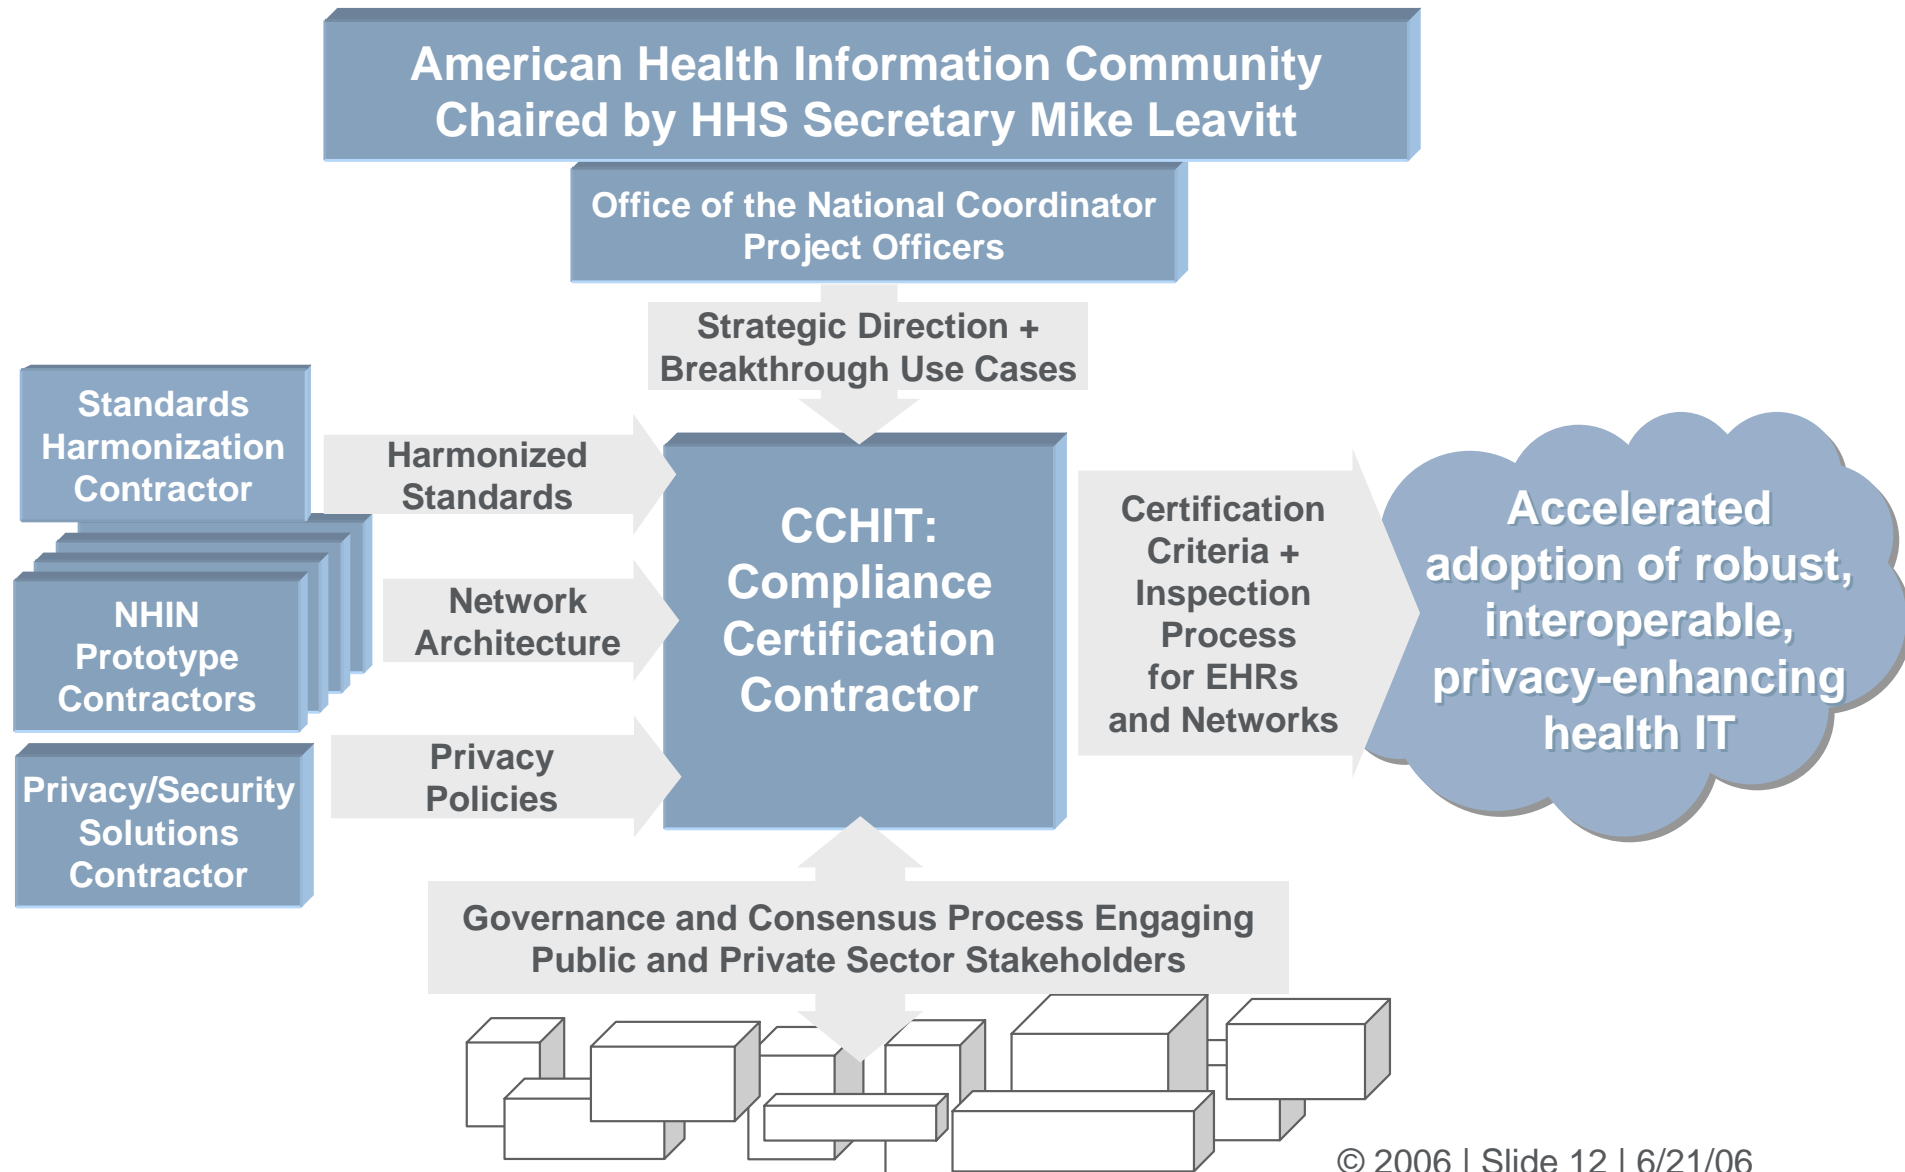 American Health Information Community
Chaired by HHS Secretary Mike Leavitt
Office of the National Coordinator
Project Officers
Strategic Direction +
Breakthrough Use Cases
Standards
Harmonization
Contractor
Harmonized
Standards
NHIN
Prototype
Contractors
Network
Architecture
Privacy/Security
Solutions
Contractor
Privacy
Policies
CCHIT:
Compliance
Certification
Contractor
Certification
Criteria +
Inspection
Process
for EHRs
and Networks
Accelerated
adoption of robust,
interoperable,
privacy-enhancing
health IT
Governance and Consensus Process Engaging
Public and Private Sector Stakeholders
© 2006 | Slide 12 | 6/21/06